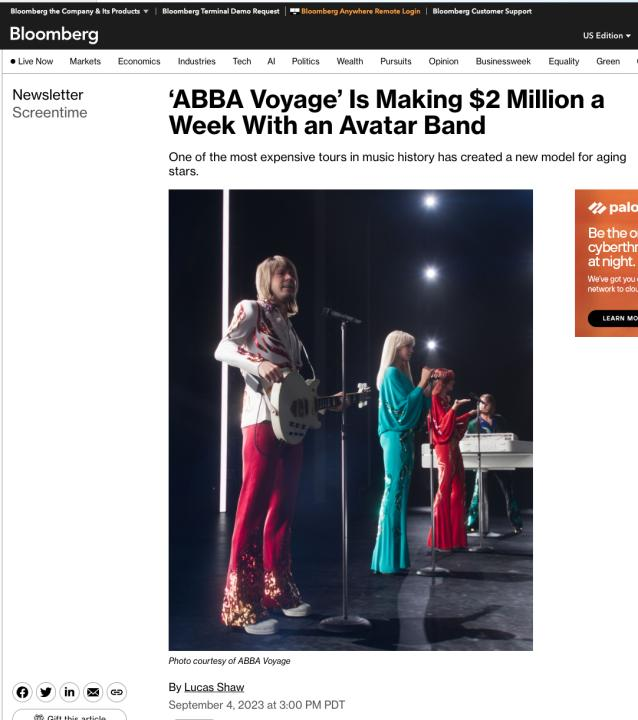 Bloomberg the Company & Its Products
Bloomberg Terminal Demo Request
Bloomberg Anywhere Remote Login
Bloomberg Customer Support
Bloomberg
US Edition
Live Now
Markets
Economics
Industries
Tech
AI
Politics
Wealth
Pursuits
Opinion
Businessweek
Equality
Green
Newsletter
Screentime
‘ABBA Voyage’ Is Making $2 Million a
Week With an Avatar Band
One of the most expensive tours in music history has created a new model for aging
stars.
palo
Be the o
cyberthr
at night.
We've got you
network to clou
LEARN MO
Photo courtesy of ABBA Voyage
By Lucas Shaw
September 4, 2023 at 3:00 PM PDT
Gift this article